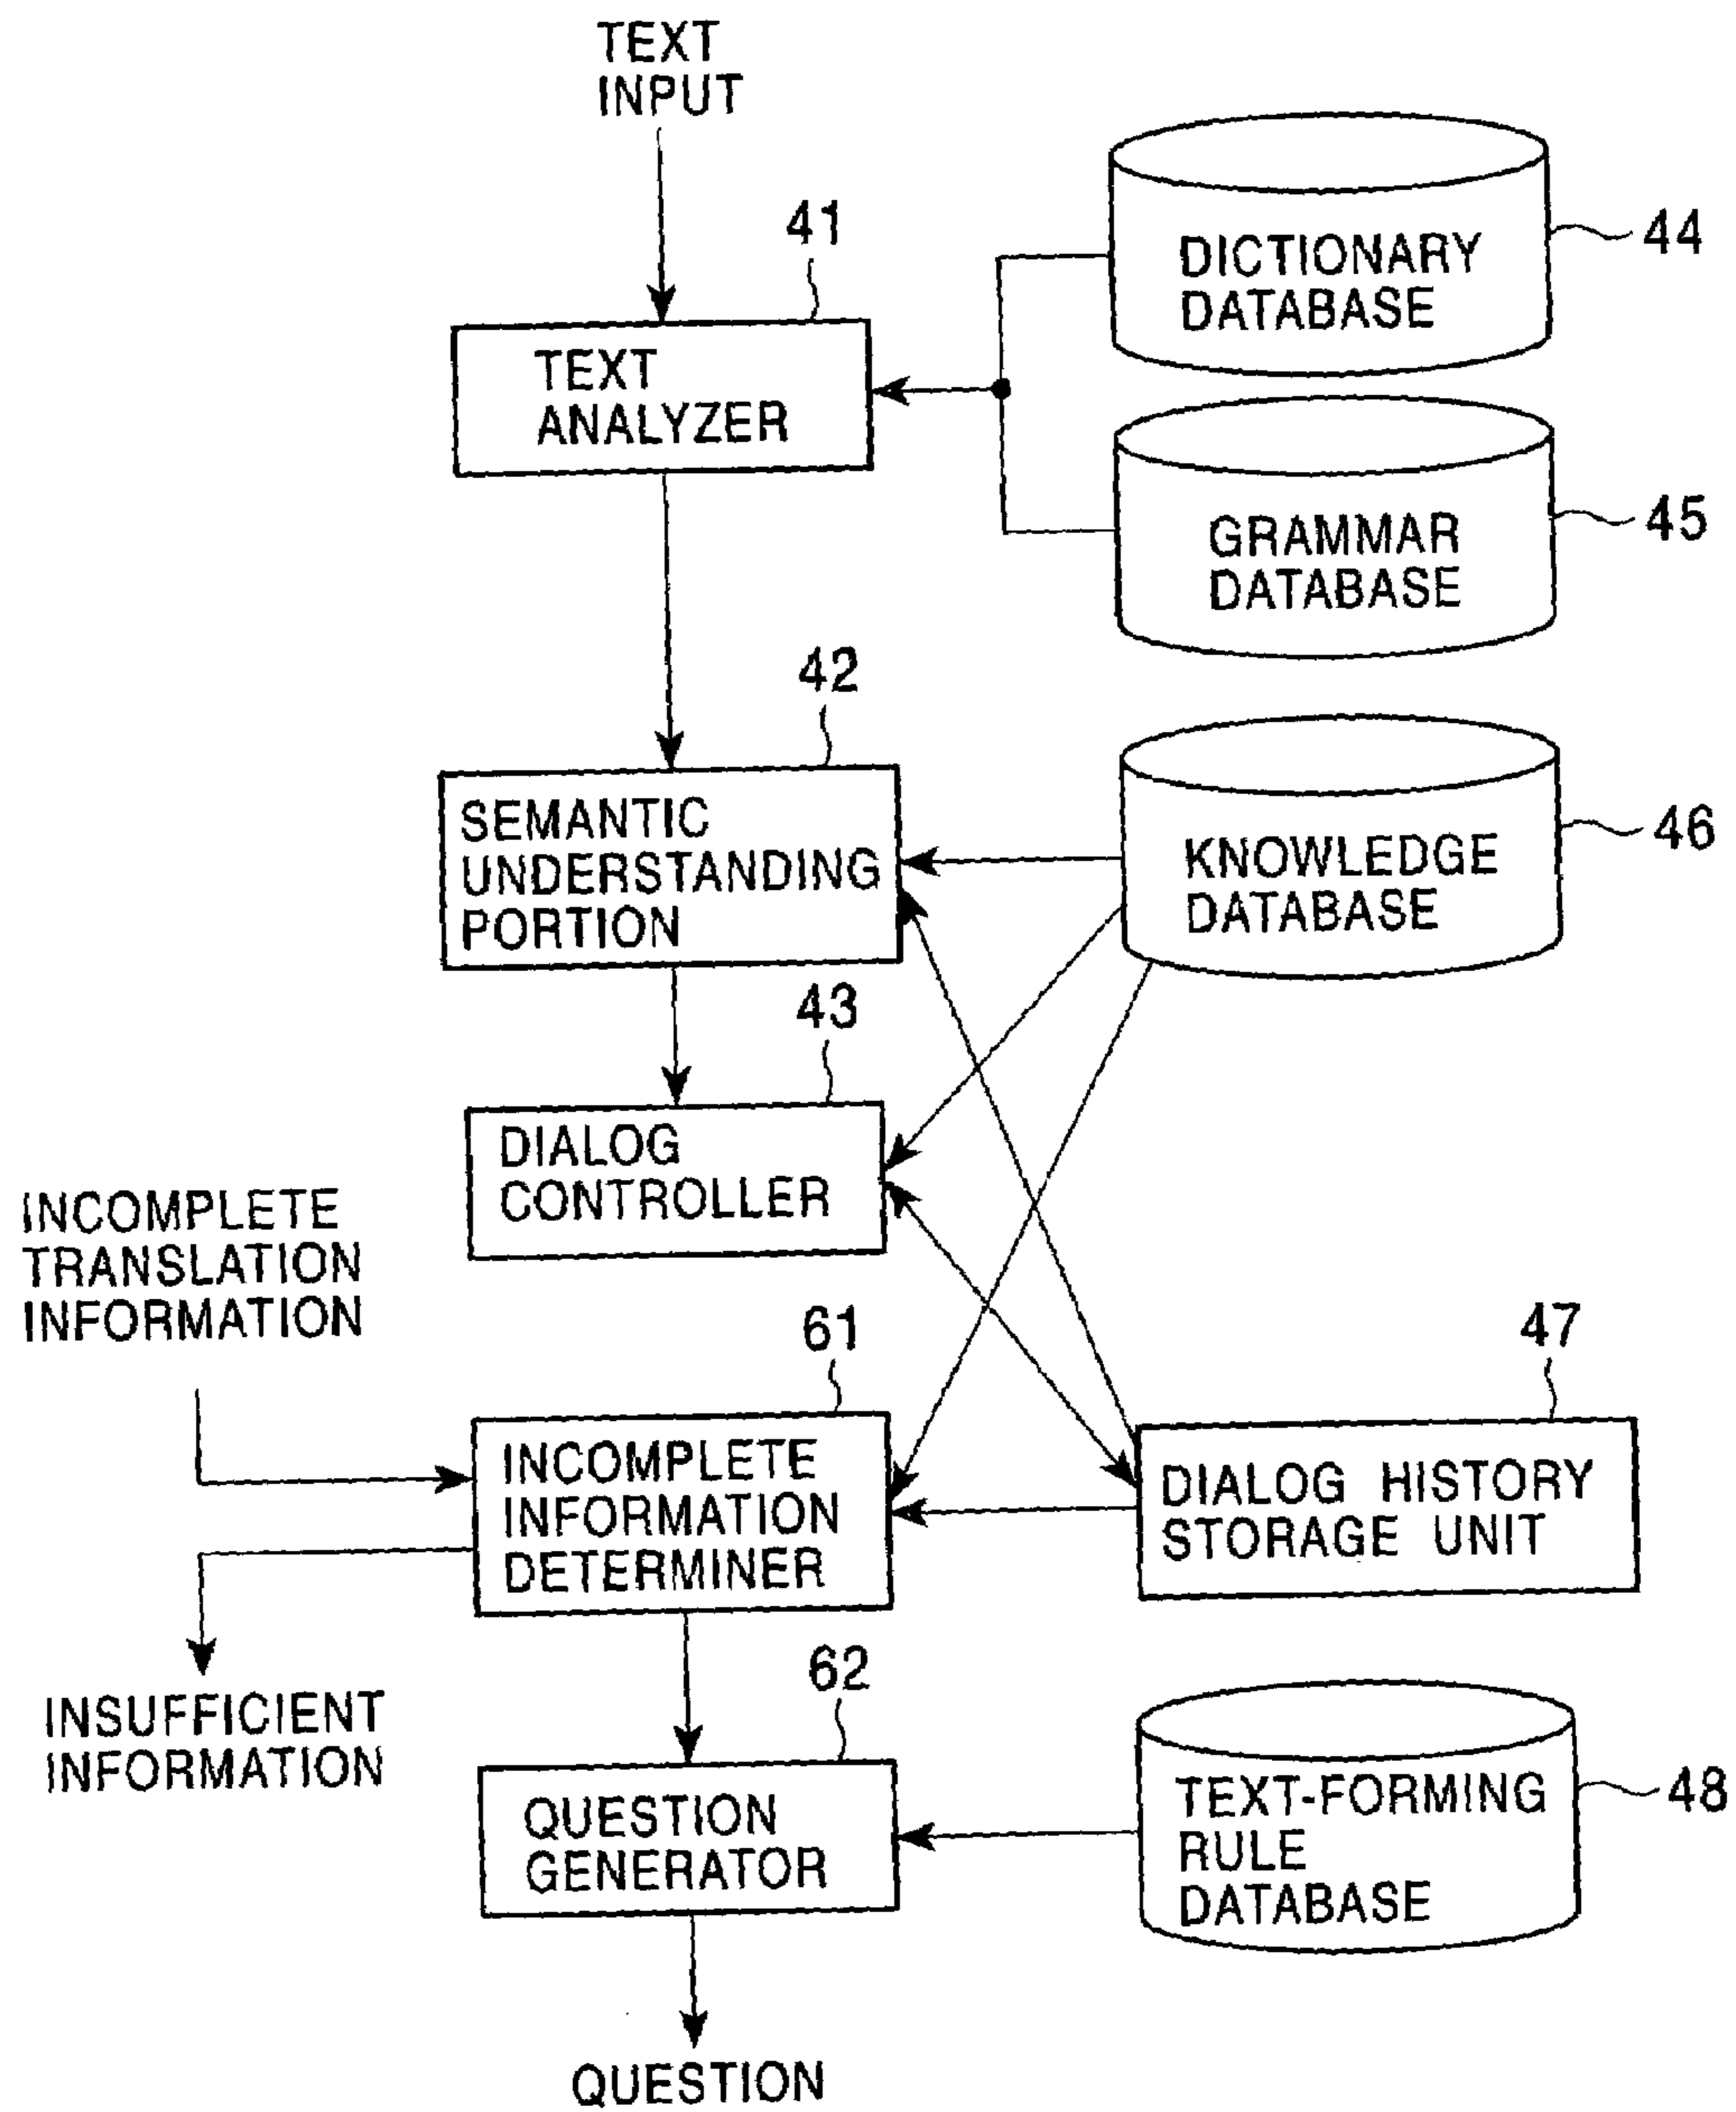 TEXT
INPUT
41
TEXT
ANALYZER
DICTIONARY
DATABASE
44
GRAMMAR
DATABASE
45
42
SEMANTIC
UNDERSTANDING
PORTION
KNOWLEDGE
DATABASE
46
43
DIALOG
CONTROLLER
INCOMPLETE
TRANSLATION
INFORMATION
61
INCOMPLETE
INFORMATION
DETERMINER
47
DIALOG HISTORY
STORAGE UNIT
INSUFFICIENT
INFORMATION
62
QUESTION
GENERATOR
TEXT-FORMING
RULE
DATABASE
48
QUESTION